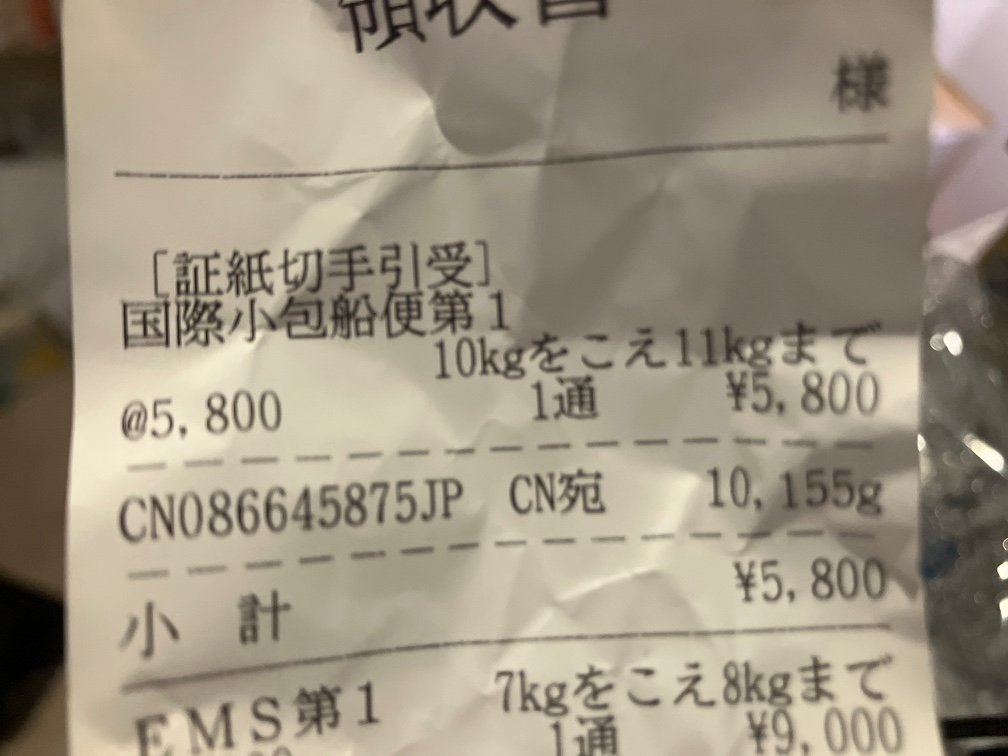 領収書
様
[証紙切手引受]
国際小包船便第1
10kgをこえ11kgまで
@5,800 1通 ¥5,800
CN086645875JP CN宛 10,155g
小 計 ¥5,800
EMS第1 7kgをこえ8kgまで
1通 ¥9,000